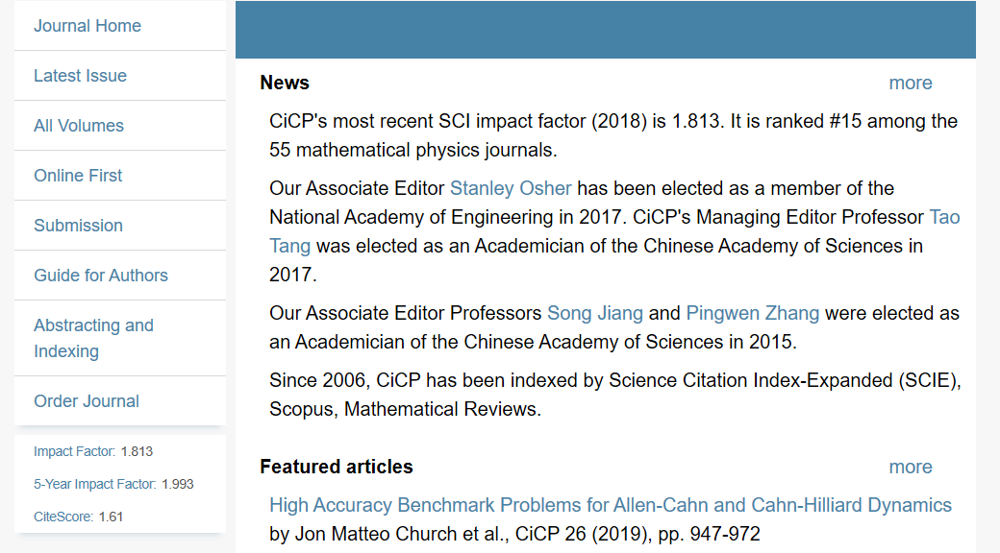 Journal Home
Latest Issue
All Volumes
Online First
Submission
Guide for Authors
Abstracting and
Indexing
Order Journal
Impact Factor: 1.813
5-Year Impact Factor: 1.993
CiteScore: 1.61
News
more
CiCP's most recent SCI impact factor (2018) is 1.813. It is ranked #15 among the
55 mathematical physics journals.
Our Associate Editor Stanley Osher has been elected as a member of the
National Academy of Engineering in 2017. CiCP's Managing Editor Professor Tao
Tang was elected as an Academician of the Chinese Academy of Sciences in
2017.
Our Associate Editor Professors Song Jiang and Pingwen Zhang were elected as
an Academician of the Chinese Academy of Sciences in 2015.
Since 2006, CiCP has been indexed by Science Citation Index-Expanded (SCIE),
Scopus, Mathematical Reviews.
Featured articles
more
High Accuracy Benchmark Problems for Allen-Cahn and Cahn-Hilliard Dynamics
by Jon Matteo Church et al., CiCP 26 (2019), pp. 947-972